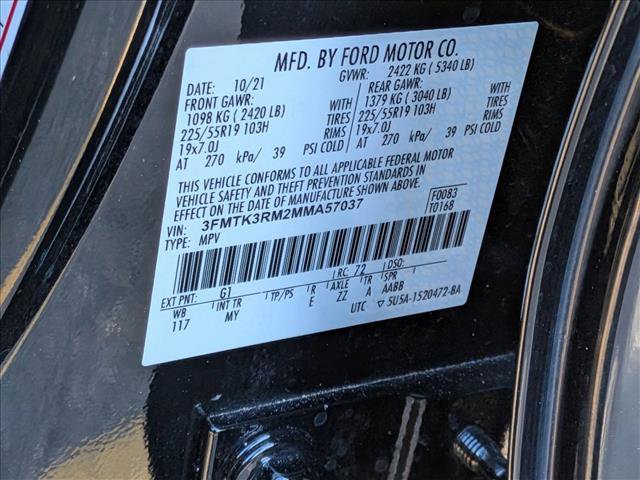 MFD. BY FORD MOTOR CO.
DATE: 10/21 GVWR: 2422 KG ( 5340 LB)
FRONT GAWR: REAR GAWR:
1098 KG ( 2420 LB) WITH 1379 KG ( 3040 LB) WITH
225/55R19 103H TIRES 225/55R19 103H TIRES
19x7.0J RIMS 19x7.0J RIMS
AT 270 kPa/ 39 PSI COLD AT 270 kPa/ 39 PSI COLD
THIS VEHICLE CONFORMS TO ALL APPLICABLE FEDERAL MOTOR
VEHICLE SAFETY, BUMPER, AND THEFT PREVENTION STANDARDS
IN EFFECT ON THE DATE OF MANUFACTURE SHOWN ABOVE.
VIN: 3FMTK3RM2MMA57037 F0083
TYPE: MPV T0168
EXT PNT: G1 RC: 72 DSO:
WB INT TR TP/PS R AXLE TR SPR
117 MY E ZZ A AABB
UTC ▽ 5U5A-1520472-BA